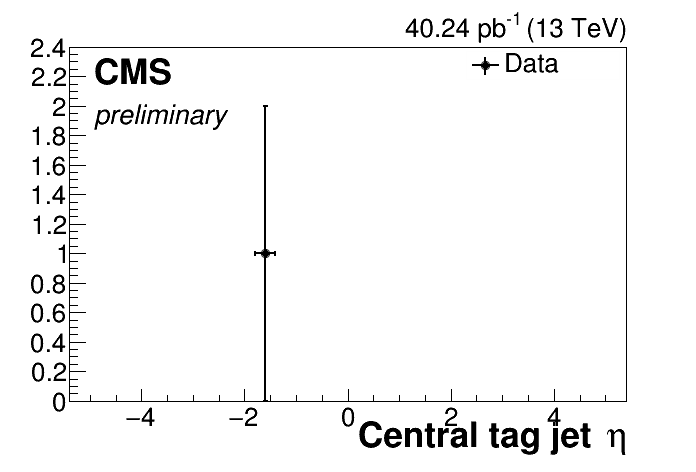 40.24 pb⁻¹ (13 TeV)
CMS
preliminary
Data
2.4
2.2
2
1.8
1.6
1.4
1.2
1
0.8
0.6
0.4
0.2
0
−4 −2 0 2 4
Central tag jet η